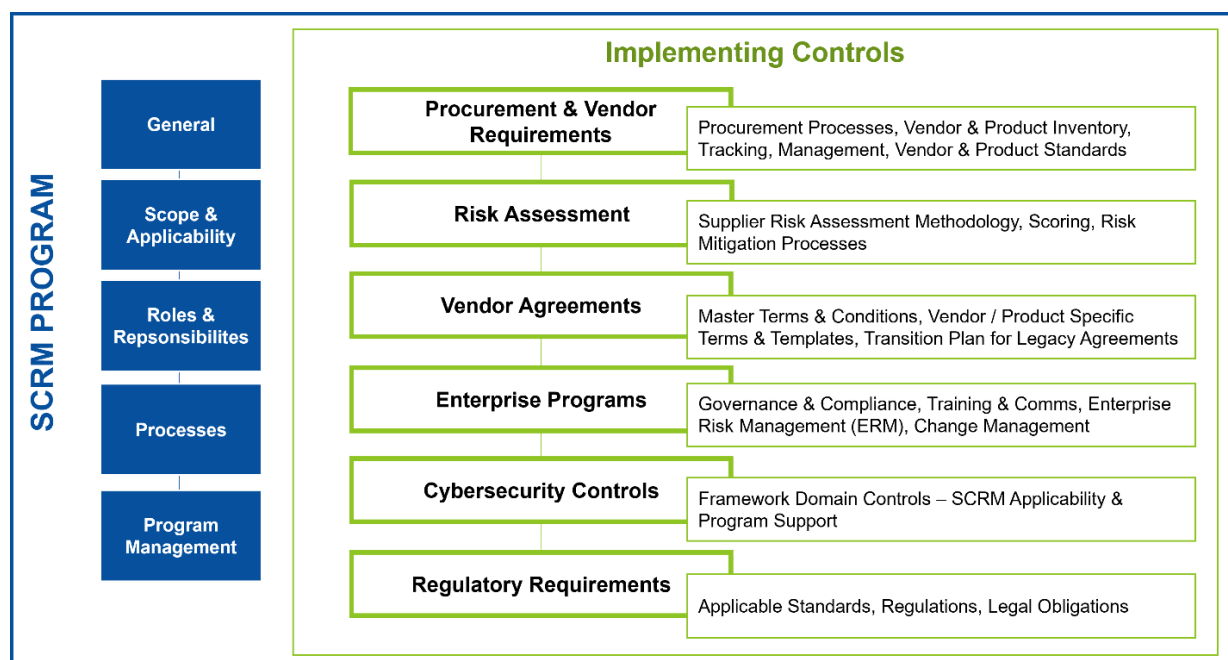 SCRM PROGRAM
General
Scope &
Applicability
Roles &
Repsonsibilites
Processes
Program
Management
Implementing Controls
Procurement & Vendor
Requirements
Procurement Processes, Vendor & Product Inventory,
Tracking, Management, Vendor & Product Standards
Risk Assessment
Supplier Risk Assessment Methodology, Scoring, Risk
Mitigation Processes
Vendor Agreements
Master Terms & Conditions, Vendor / Product Specific
Terms & Templates, Transition Plan for Legacy Agreements
Enterprise Programs
Governance & Compliance, Training & Comms, Enterprise
Risk Management (ERM), Change Management
Cybersecurity Controls
Framework Domain Controls – SCRM Applicability &
Program Support
Regulatory Requirements
Applicable Standards, Regulations, Legal Obligations